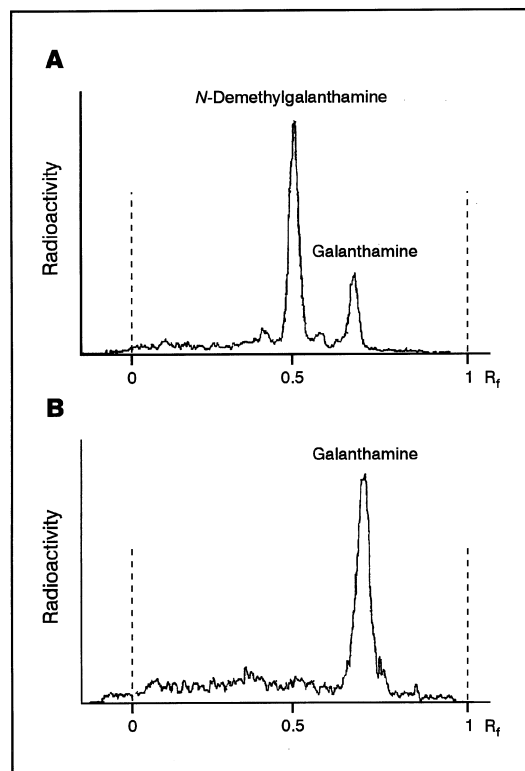 A
N-Demethylgalanthamine
Galanthamine
Radioactivity
0 0.5 1 Rf
B
Galanthamine
Radioactivity
0 0.5 1 Rf